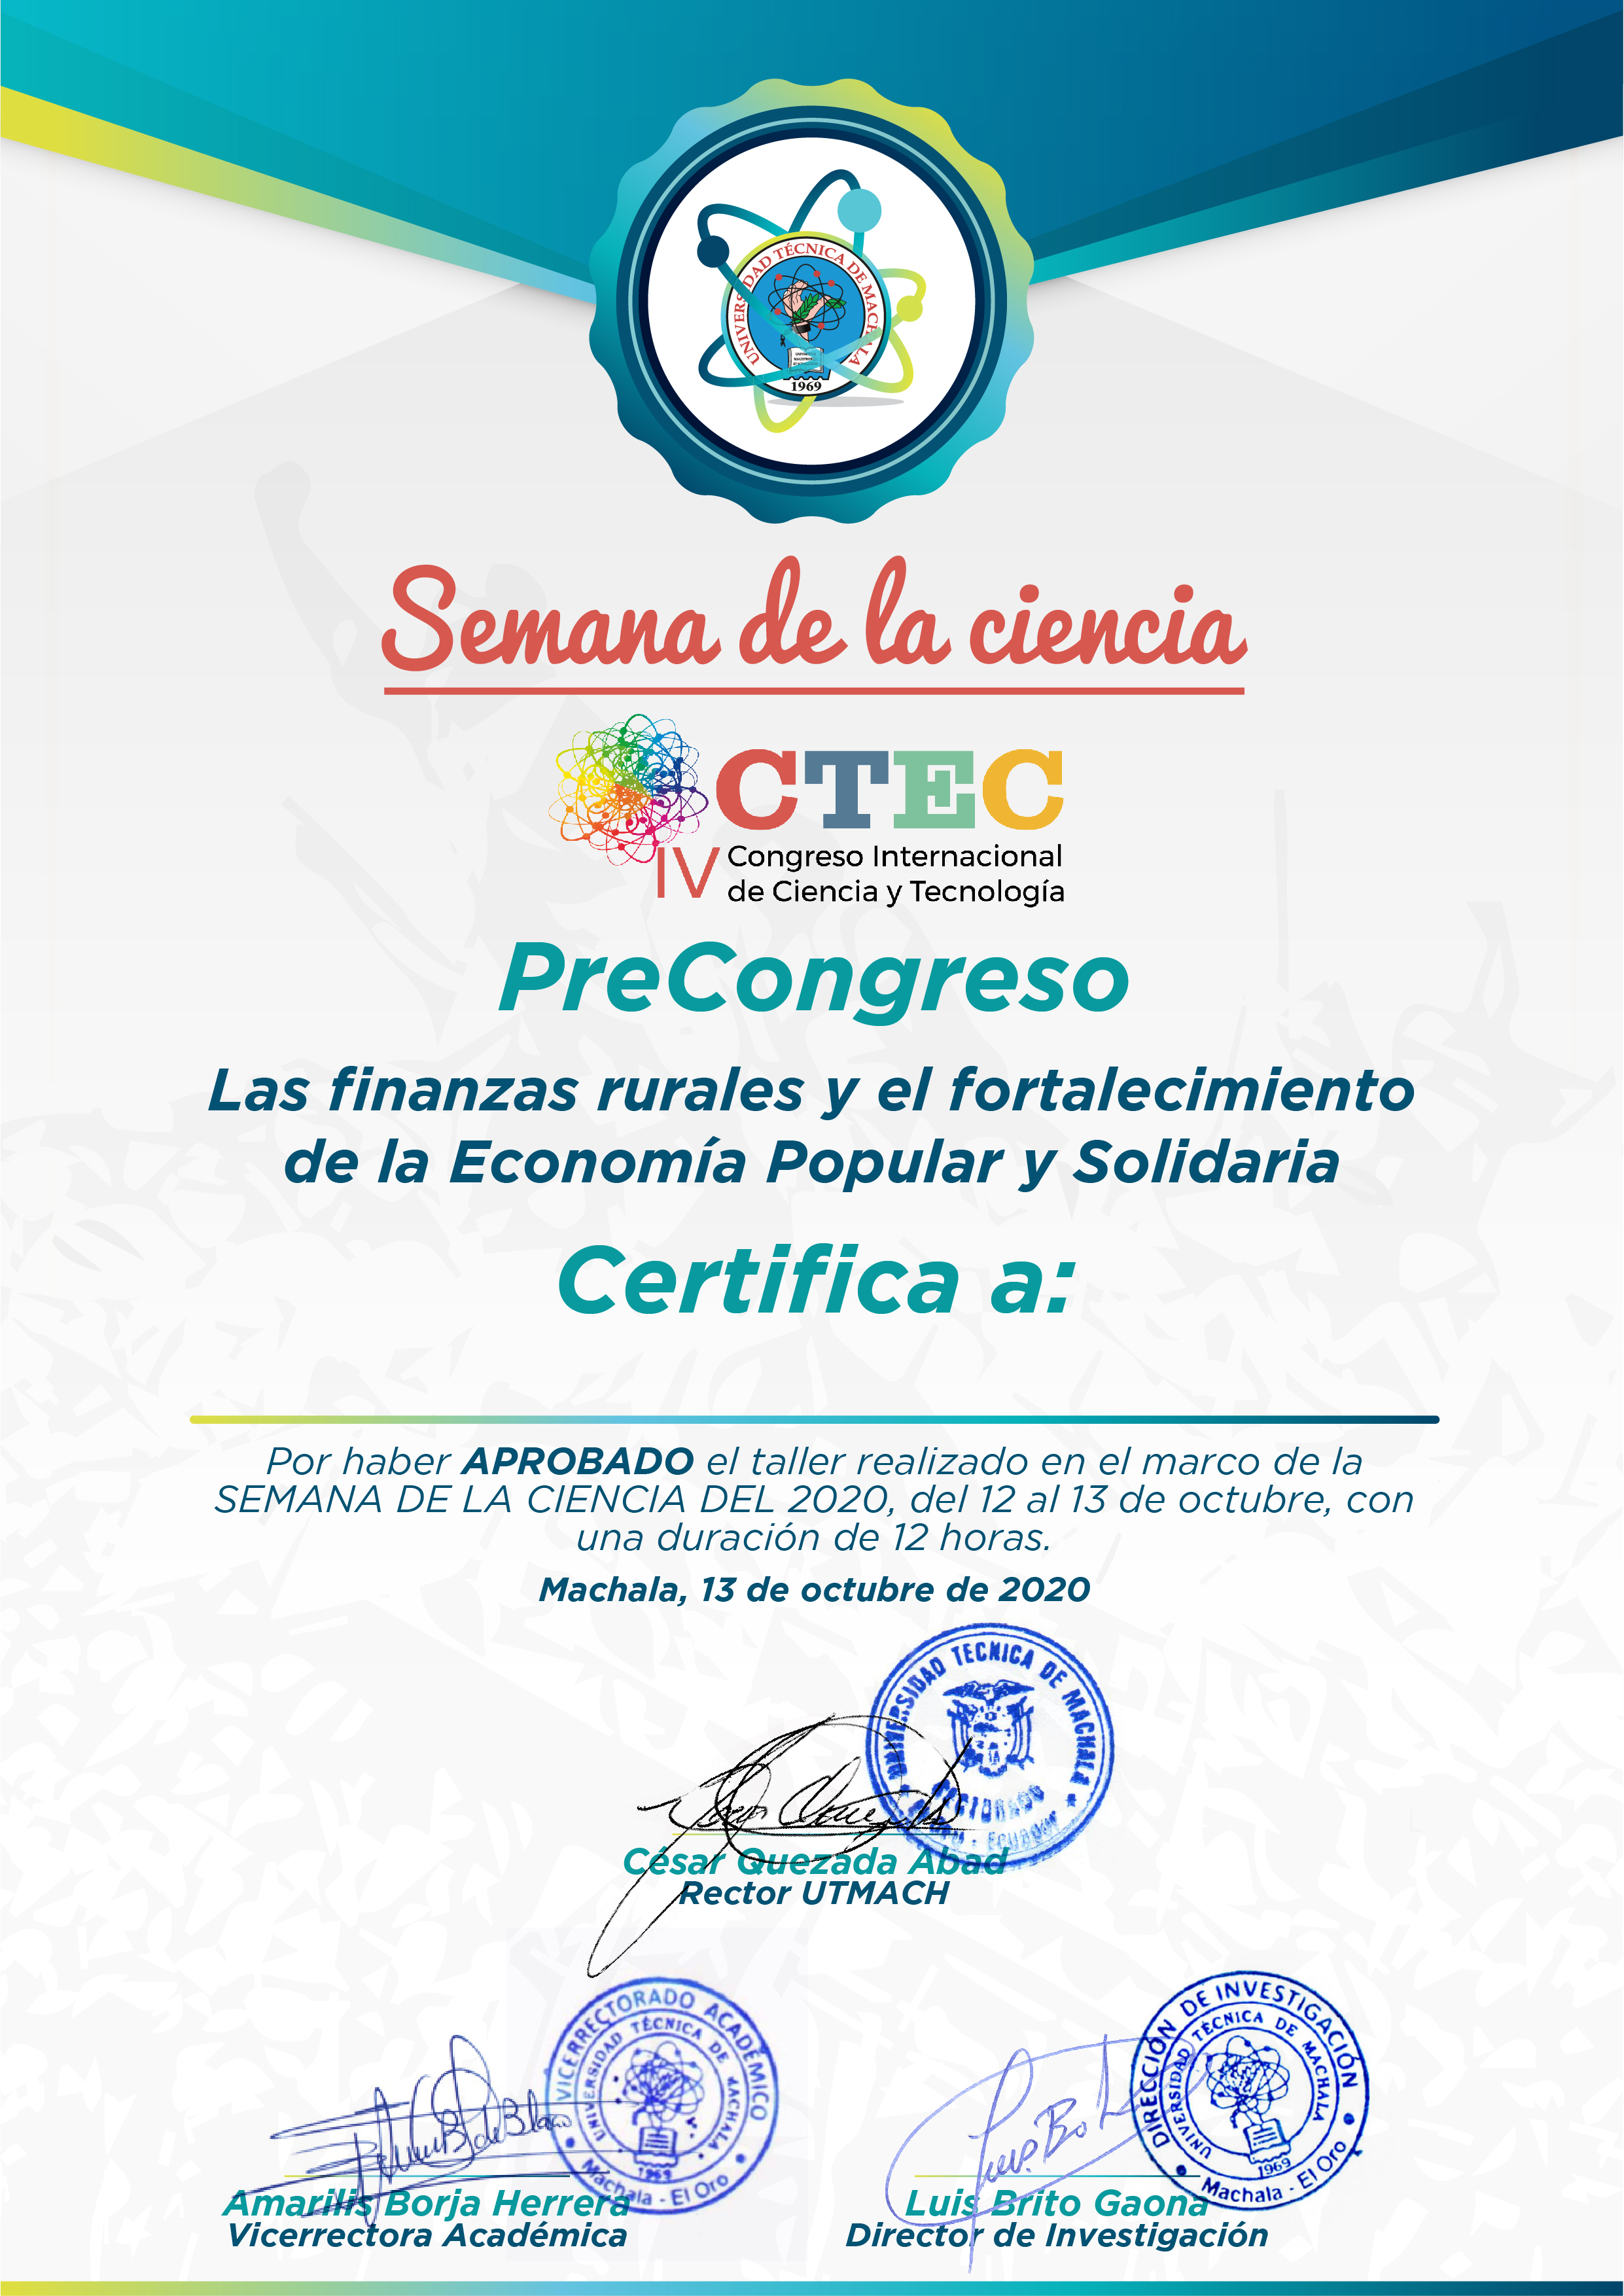 UNIVERSIDAD TÉCNICA DE MACHALA
1969
Semana de la ciencia
CTEC
IV Congreso Internacional
de Ciencia y Tecnología
PreCongreso
Las finanzas rurales y el fortalecimiento
de la Economía Popular y Solidaria
Certifica a:
Por haber APROBADO el taller realizado en el marco de la
SEMANA DE LA CIENCIA DEL 2020, del 12 al 13 de octubre, con
una duración de 12 horas.
Machala, 13 de octubre de 2020
UNIVERSIDAD TECNICA DE MACHALA
RECTORADO
Ecuador
César Quezada Abad
Rector UTMACH
VICERRECTORADO ACADÉMICO
UNIVERSIDAD TÉCNICA DE MACHALA
1969
Machala - El Oro
Amarilis Borja Herrera
Vicerrectora Académica
DIRECCIÓN DE INVESTIGACIÓN
UNIVERSIDAD TÉCNICA DE MACHALA
1969
Machala - El Oro
Luis Brito Gaona
Director de Investigación